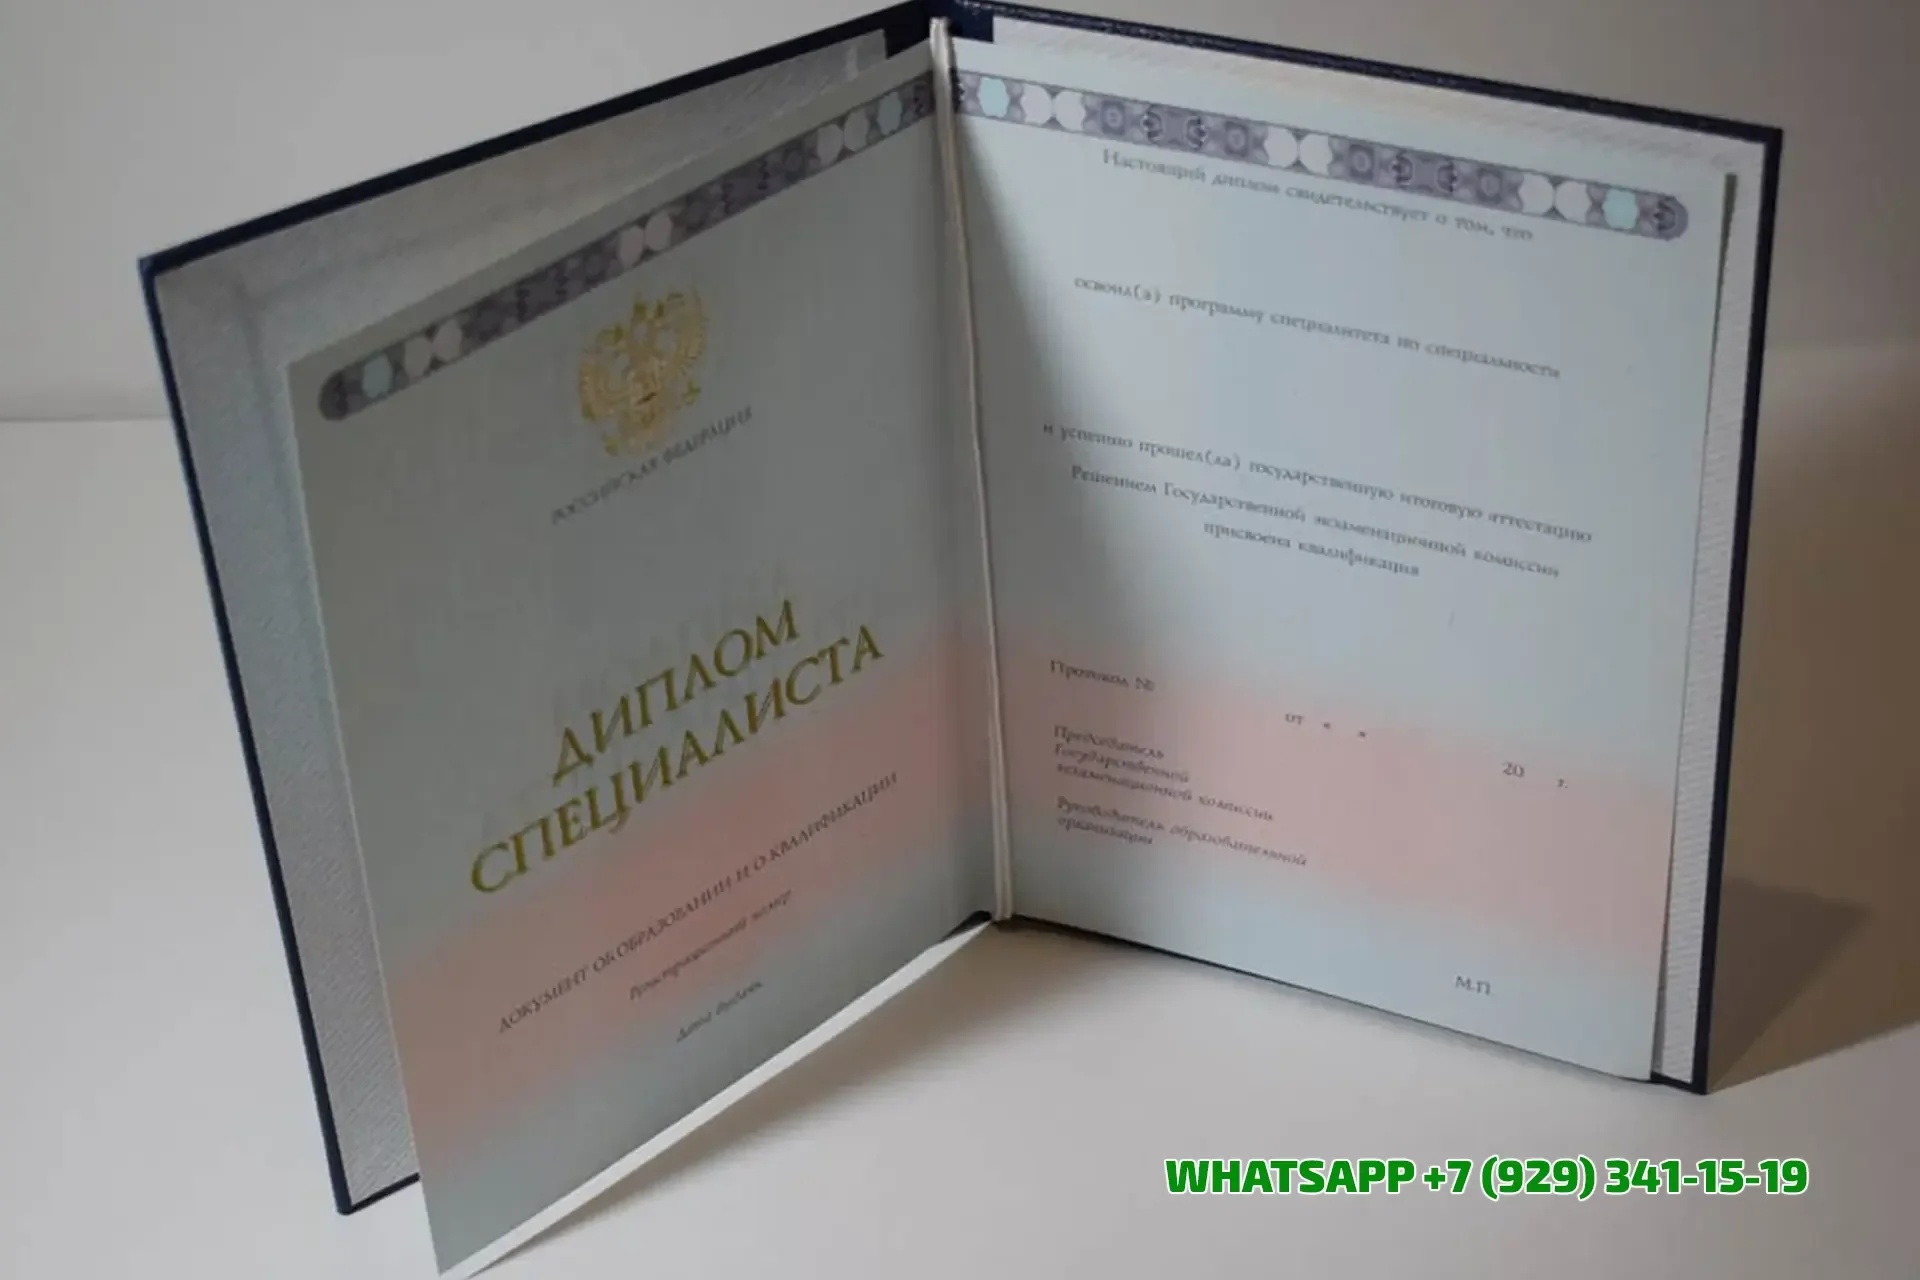 РОССИЙСКАЯ ФЕДЕРАЦИЯ
ДИПЛОМ
СПЕЦИАЛИСТА
ДОКУМЕНТ ОБ ОБРАЗОВАНИИ И О КВАЛИФИКАЦИИ
Регистрационный номер
Дата выдачи
Настоящий диплом свидетельствует о том, что
освоил(а) программу специалитета по специальности
и успешно прошел(ла) государственную итоговую аттестацию
Решением Государственной экзаменационной комиссии
присвоена квалификация
Протокол №
от « » 20 г.
Председатель
Государственной
экзаменационной комиссии
Руководитель образовательной
организации
М.П.
WHATSAPP +7 (929) 341-15-19